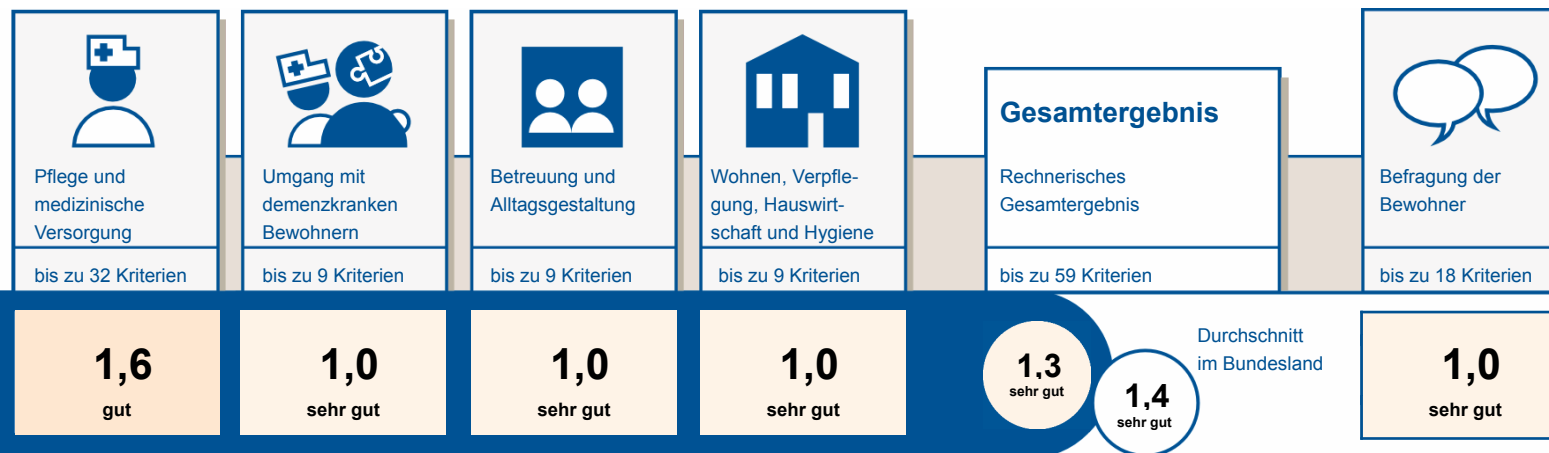 Pflege und
medizinische
Versorgung
bis zu 32 Kriterien
1,6
gut
Umgang mit
demenzkranken
Bewohnern
bis zu 9 Kriterien
1,0
sehr gut
Betreuung und
Alltagsgestaltung
bis zu 9 Kriterien
1,0
sehr gut
Wohnen, Verpfle-
gung, Hauswirt-
schaft und Hygiene
bis zu 9 Kriterien
1,0
sehr gut
Gesamtergebnis
Rechnerisches
Gesamtergebnis
bis zu 59 Kriterien
1,3
sehr gut
1,4
sehr gut
Durchschnitt
im Bundesland
Befragung der
Bewohner
bis zu 18 Kriterien
1,0
sehr gut